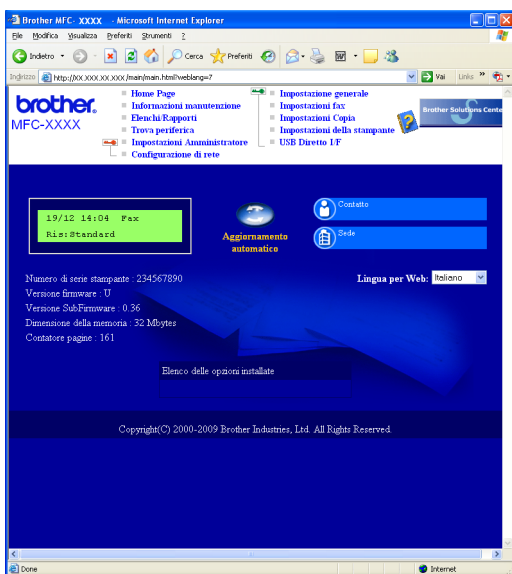 Brother MFC- XXXX - Microsoft Internet Explorer
File Modifica Visualizza Preferiti Strumenti ?
Indietro Cerca Preferiti
Indirizzo http://XX.XXX.XX.XXX/main/main.html?weblang=7 Vai Links »
brother.
MFC-XXXX
Home Page
Informazioni manutenzione
Elenchi/Rapporti
Trova periferica
Impostazioni Amministratore
Configurazione di rete
Impostazione generale
Impostazioni fax
Impostazioni Copia
Impostazioni della stampante
USB Diretto I/F
Brother Solutions Cente
19/12 14:04 Fax
Ris:Standard
Aggiornamento
automatico
Contatto
Sede
Numero di serie stampante : 234567890
Lingua per Web: Italiano
Versione firmware : U
Versione SubFirmware : 0.36
Dimensione della memoria : 32 Mbytes
Contatore pagine : 161
Elenco delle opzioni installate
Copyright(C) 2000-2009 Brother Industries, Ltd. All Rights Reserved.
Done Internet